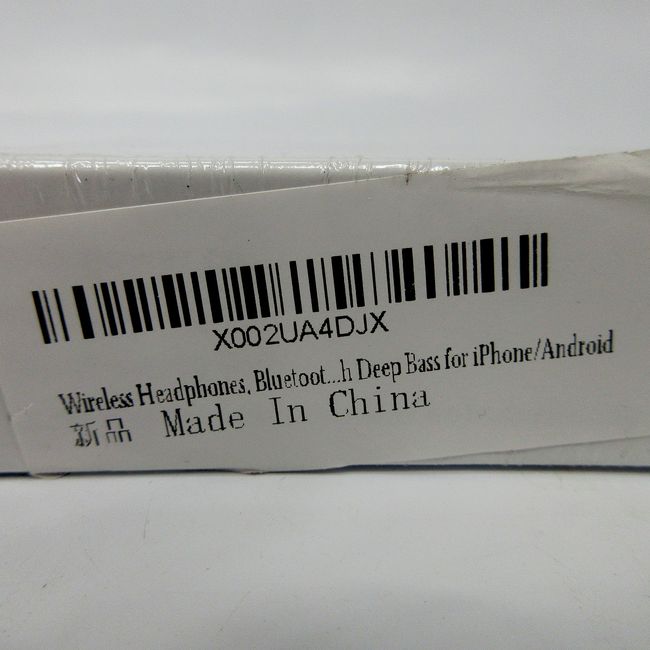 X002UA4DJX
Wireless Headphones, Bluetoot...h Deep Bass for iPhone/Android
新品 Made In China